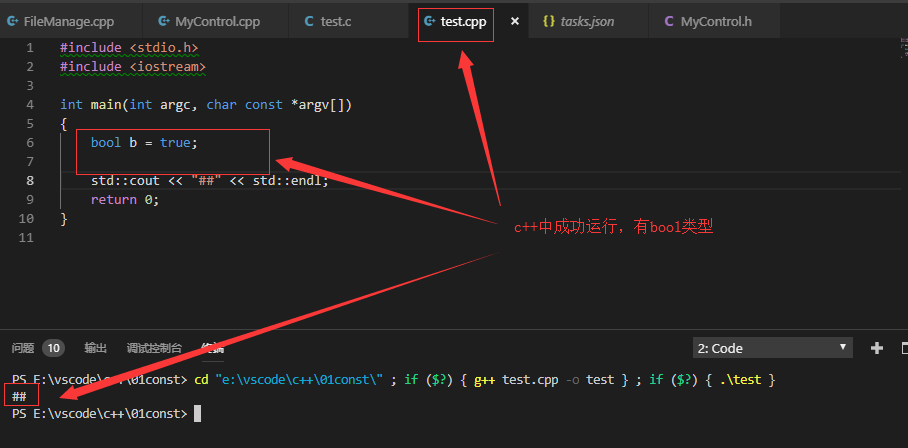 FileManage.cpp MyControl.cpp test.c test.cpp × tasks.json MyControl.h
1 #include <stdio.h>
2 #include <iostream>
3
4 int main(int argc, char const *argv[])
5 {
6 bool b = true;
7
8 std::cout << "##" << std::endl;
9 return 0;
10 }
11
c++中成功运行，有bool类型
问题 10 输出 调试控制台 终端 2: Code
PS E:\vscode\c++\01const> cd "e:\vscode\c++\01const\" ; if ($?) { g++ test.cpp -o test } ; if ($?) { .\test }
##
PS E:\vscode\c++\01const>